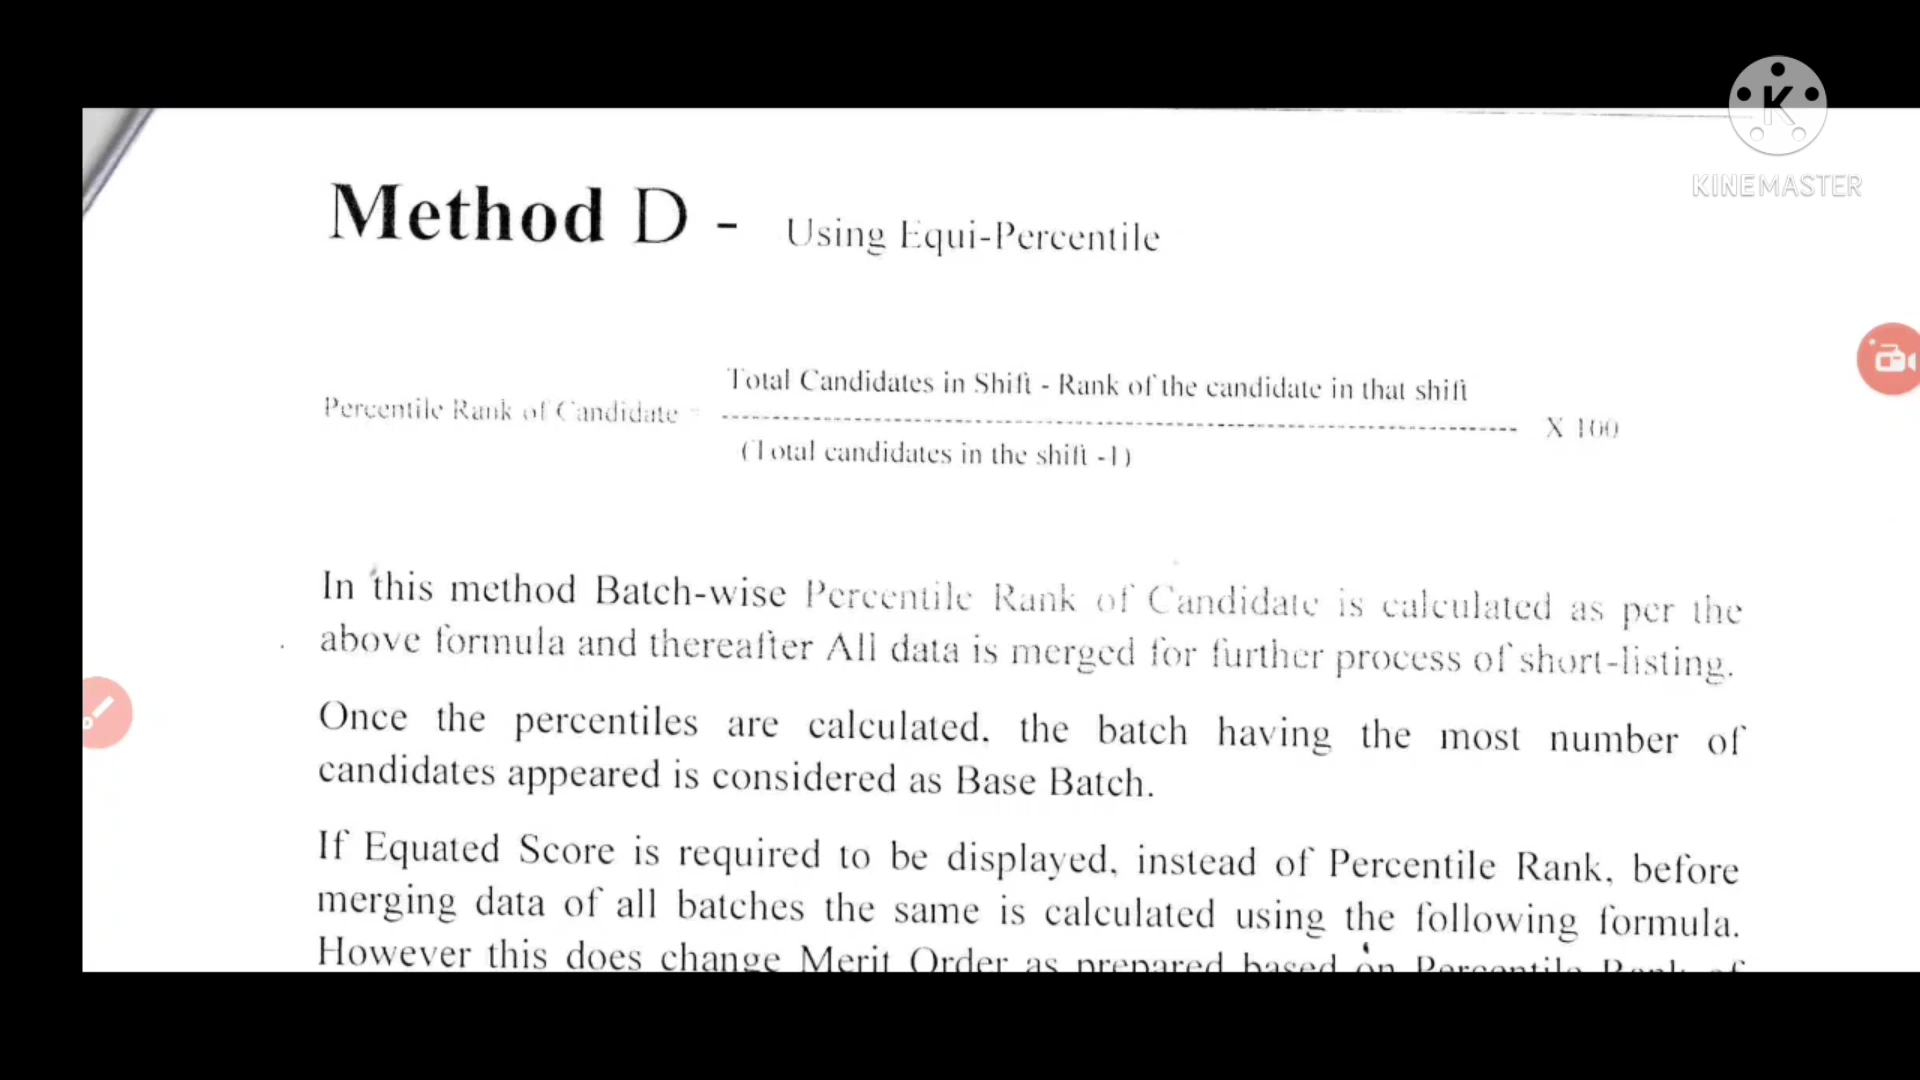 K
KINEMASTER
Method D - Using Equi-Percentile
Total Candidates in Shift - Rank of the candidate in that shift
Percentile Rank of Candidate = X 100
(Total candidates in the shift -1)
In this method Batch-wise Percentile Rank of Candidate is calculated as per the
above formula and thereafter All data is merged for further process of short-listing.
Once the percentiles are calculated, the batch having the most number of
candidates appeared is considered as Base Batch.
If Equated Score is required to be displayed, instead of Percentile Rank, before
merging data of all batches the same is calculated using the following formula.
However this does change Merit Order as prepared based on Percentile Rank of